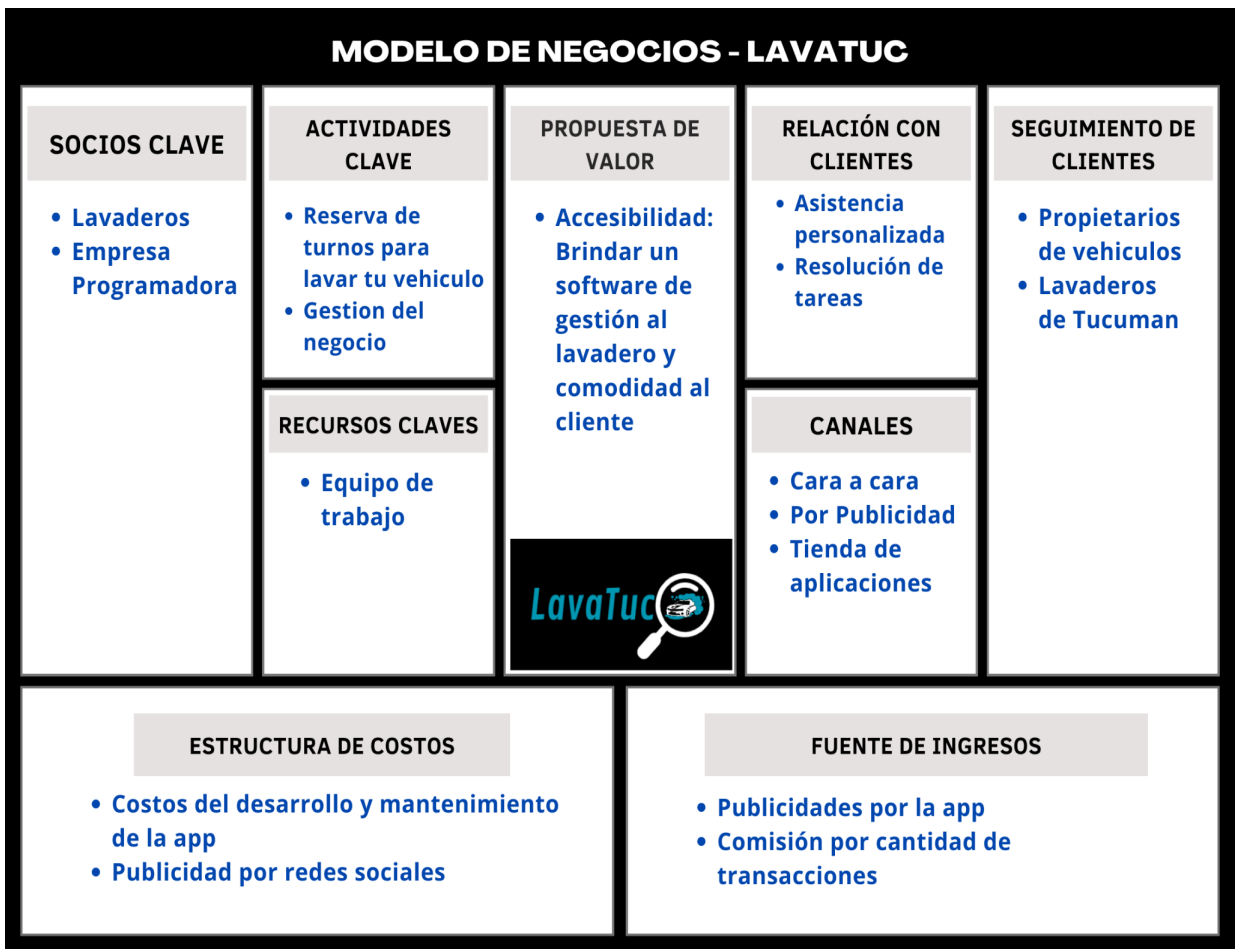 MODELO DE NEGOCIOS - LAVATUC
SOCIOS CLAVE
• Lavaderos
• Empresa
Programadora
ACTIVIDADES
CLAVE
• Reserva de
turnos para
lavar tu vehiculo
• Gestion del
negocio
RECURSOS CLAVES
• Equipo de
trabajo
PROPUESTA DE
VALOR
• Accesibilidad:
Brindar un
software de
gestión al
lavadero y
comodidad al
cliente
LavaTuc
RELACIÓN CON
CLIENTES
• Asistencia
personalizada
• Resolución de
tareas
CANALES
• Cara a cara
• Por Publicidad
• Tienda de
aplicaciones
SEGUIMIENTO DE
CLIENTES
• Propietarios
de vehiculos
• Lavaderos
de Tucuman
ESTRUCTURA DE COSTOS
• Costos del desarrollo y mantenimiento
de la app
• Publicidad por redes sociales
FUENTE DE INGRESOS
• Publicidades por la app
• Comisión por cantidad de
transacciones